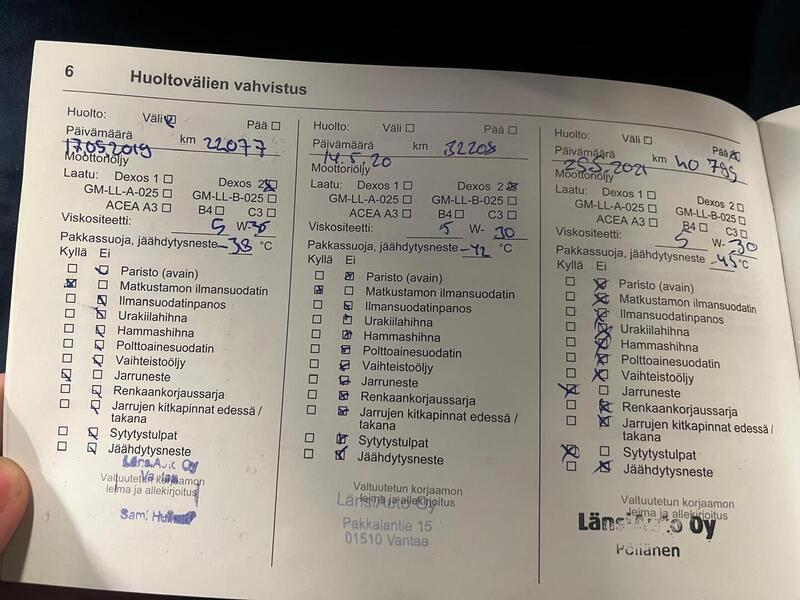 6 Huoltovälien vahvistus
Huolto: Väli ☒ Pää ☐
Päivämäärä 17.05.2019 km 22077
Moottoriöljy
Laatu: Dexos 1 ☐ Dexos 2 ☒
GM-LL-A-025 ☐ GM-LL-B-025 ☐
ACEA A3 ☐ B4 ☐ C3 ☐
Viskositeetti: 5 W- 30
Pakkassuoja, jäähdytysneste -38 °C
Kyllä Ei
☐ ☒ Paristo (avain)
☒ ☐ Matkustamon ilmansuodatin
☐ ☒ Ilmansuodatinpanos
☐ ☒ Urakiilahihna
☐ ☒ Hammashihna
☐ ☒ Polttoainesuodatin
☐ ☒ Vaihteistoöljy
☒ ☐ Jarruneste
☐ ☒ Renkaankorjaussarja
☐ ☒ Jarrujen kitkapinnat edessä /
takana
☐ ☒ Sytytystulpat
☐ ☒ Jäähdytysneste
LänsiAuto Oy
Vantaa
Valtuutetun korjaamon
leima ja allekirjoitus
Sami
Huolto: Väli ☐ Pää ☐
Päivämäärä 14.5.20 km 32208
Moottoriöljy
Laatu: Dexos 1 ☐ Dexos 2 ☒
GM-LL-A-025 ☐ GM-LL-B-025 ☐
ACEA A3 ☐ B4 ☐ C3 ☐
Viskositeetti: 5 W- 30
Pakkassuoja, jäähdytysneste -42 °C
Kyllä Ei
☐ ☒ Paristo (avain)
☒ ☐ Matkustamon ilmansuodatin
☐ ☒ Ilmansuodatinpanos
☐ ☒ Urakiilahihna
☐ ☒ Hammashihna
☐ ☒ Polttoainesuodatin
☐ ☒ Vaihteistoöljy
☐ ☒ Jarruneste
☐ ☒ Renkaankorjaussarja
☐ ☒ Jarrujen kitkapinnat edessä /
takana
☐ ☒ Sytytystulpat
☐ ☒ Jäähdytysneste
Valtuutetun korjaamon
leima ja allekirjoitus
LänsiAuto Oy
Pakkalantie 15
01510 Vantaa
Huolto: Väli ☐ Pää ☒
Päivämäärä 25.5.2021 km 40 789
Moottoriöljy
Laatu: Dexos 1 ☐ Dexos 2 ☐
GM-LL-A-025 ☐ GM-LL-B-025 ☐
ACEA A3 ☐ B4 ☐ C3 ☐
Viskositeetti: 5 W- 30
Pakkassuoja, jäähdytysneste -45 °C
Kyllä Ei
☐ ☒ Paristo (avain)
☐ ☒ Matkustamon ilmansuodatin
☐ ☒ Ilmansuodatinpanos
☐ ☒ Urakiilahihna
☐ ☒ Hammashihna
☐ ☒ Polttoainesuodatin
☐ ☒ Vaihteistoöljy
☒ ☐ Jarruneste
☐ ☒ Renkaankorjaussarja
☐ ☒ Jarrujen kitkapinnat edessä /
takana
☒ ☐ Sytytystulpat
☐ ☒ Jäähdytysneste
Valtuutetun korjaamon
leima ja allekirjoitus
LänsiAuto Oy
Pöllänen